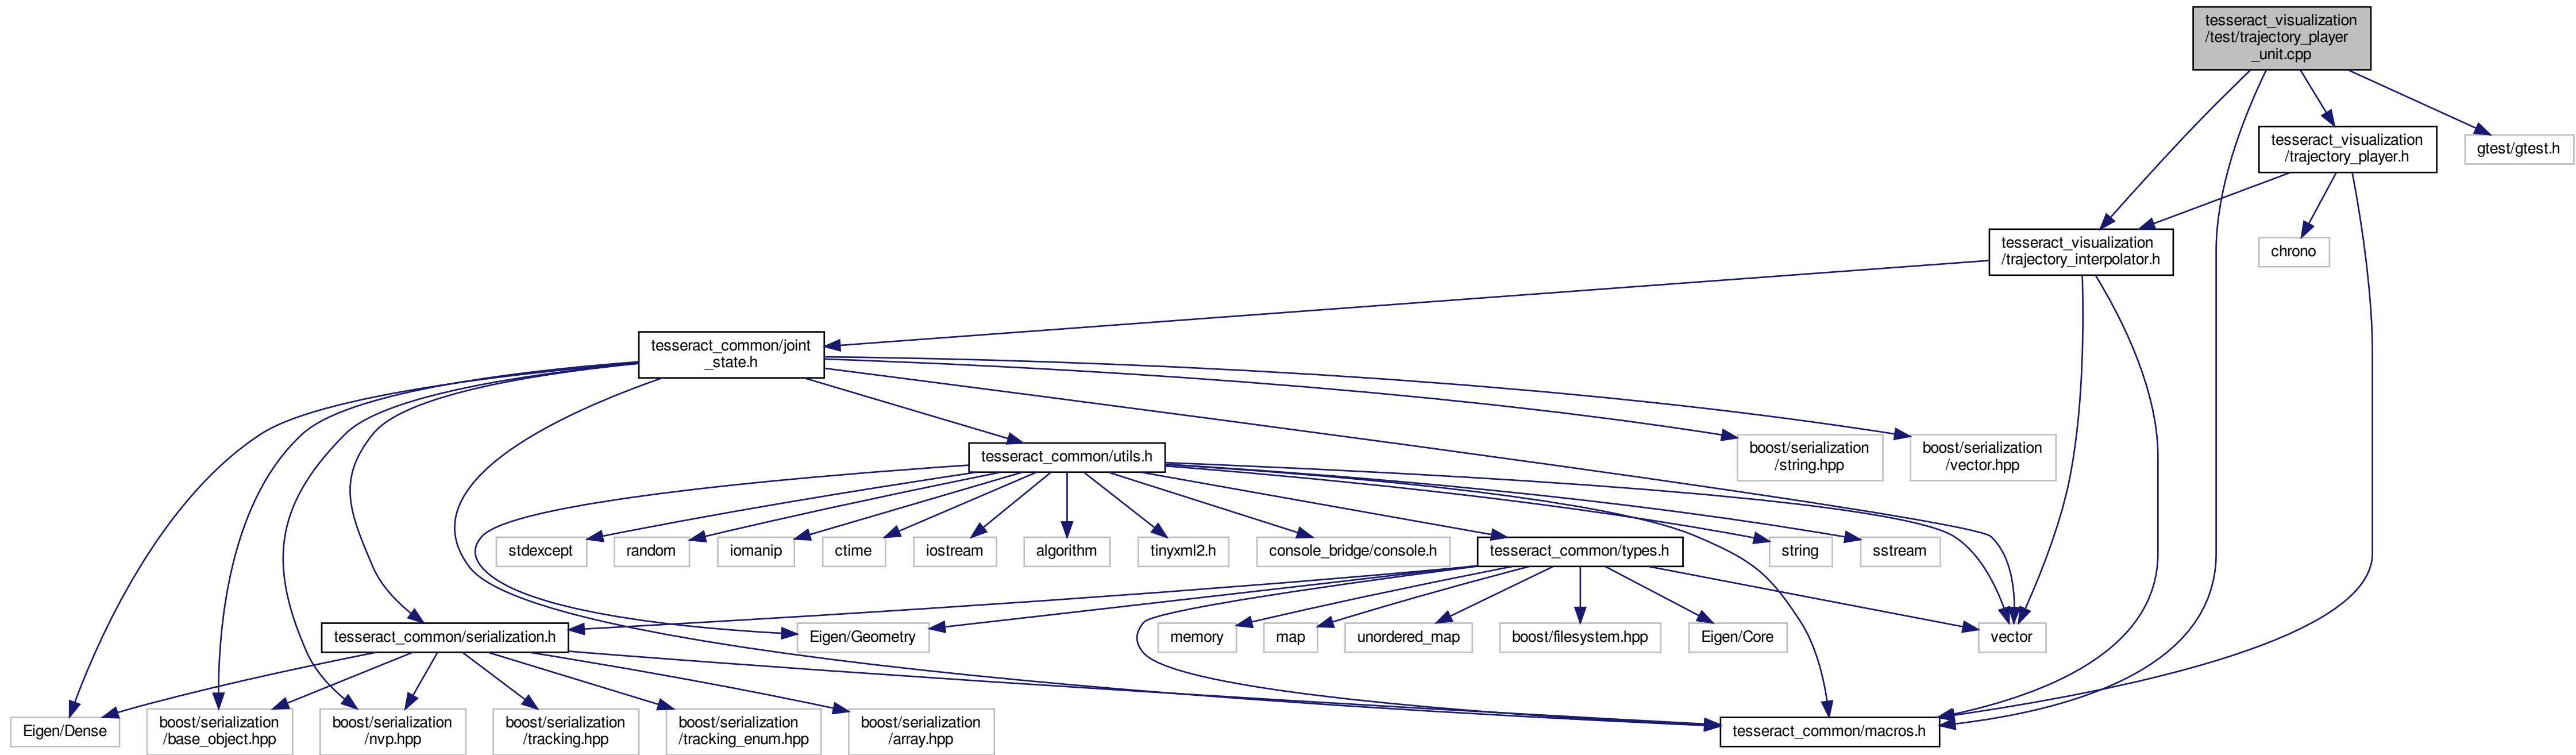 tesseract_visualization
/test/trajectory_player
_unit.cpp
tesseract_visualization
/trajectory_player.h
gtest/gtest.h
tesseract_visualization
/trajectory_interpolator.h
chrono
tesseract_common/joint
_state.h
tesseract_common/utils.h
boost/serialization
/string.hpp
boost/serialization
/vector.hpp
stdexcept
random
iomanip
ctime
iostream
algorithm
tinyxml2.h
console_bridge/console.h
tesseract_common/types.h
string
sstream
tesseract_common/serialization.h
Eigen/Geometry
memory
map
unordered_map
boost/filesystem.hpp
Eigen/Core
vector
Eigen/Dense
boost/serialization
/base_object.hpp
boost/serialization
/nvp.hpp
boost/serialization
/tracking.hpp
boost/serialization
/tracking_enum.hpp
boost/serialization
/array.hpp
tesseract_common/macros.h